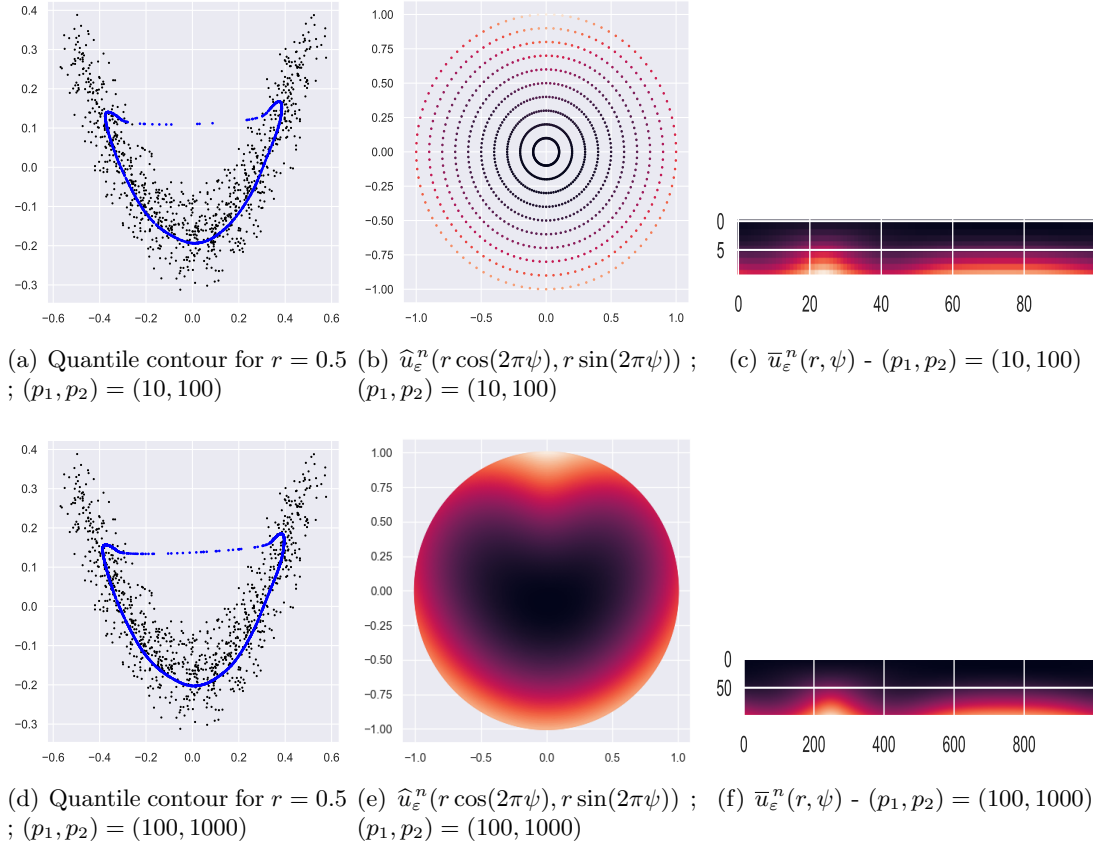 0.4
0.3
0.2
0.1
0.0
−0.1
−0.2
−0.3
−0.6 −0.4 −0.2 0.0 0.2 0.4 0.6
1.00
0.75
0.50
0.25
0.00
−0.25
−0.50
−0.75
−1.00
−1.0 −0.5 0.0 0.5 1.0
0
5
0 20 40 60 80
(a) Quantile contour for r = 0.5
; (p₁, p₂) = (10, 100)
(b) û_ε^n(r cos(2πψ), r sin(2πψ)) ;
(p₁, p₂) = (10, 100)
(c) ū_ε^n(r, ψ) - (p₁, p₂) = (10, 100)
0.4
0.3
0.2
0.1
0.0
−0.1
−0.2
−0.3
−0.6 −0.4 −0.2 0.0 0.2 0.4 0.6
1.00
0.75
0.50
0.25
0.00
−0.25
−0.50
−0.75
−1.00
−1.0 −0.5 0.0 0.5 1.0
0
50
0 200 400 600 800
(d) Quantile contour for r = 0.5
; (p₁, p₂) = (100, 1000)
(e) û_ε^n(r cos(2πψ), r sin(2πψ)) ;
(p₁, p₂) = (100, 1000)
(f) ū_ε^n(r, ψ) - (p₁, p₂) = (100, 1000)